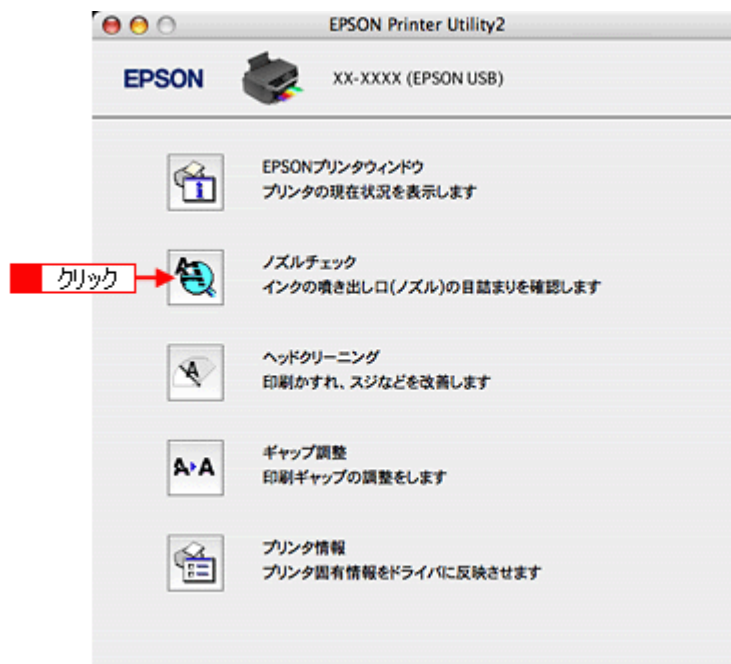 EPSON Printer Utility2
EPSON
XX-XXXX (EPSON USB)
EPSONプリンタウィンドウ
プリンタの現在状況を表示します
クリック
ノズルチェック
インクの噴き出し口(ノズル)の目詰まりを確認します
ヘッドクリーニング
印刷かすれ、スジなどを改善します
A▸A
ギャップ調整
印刷ギャップの調整をします
プリンタ情報
プリンタ固有情報をドライバに反映させます